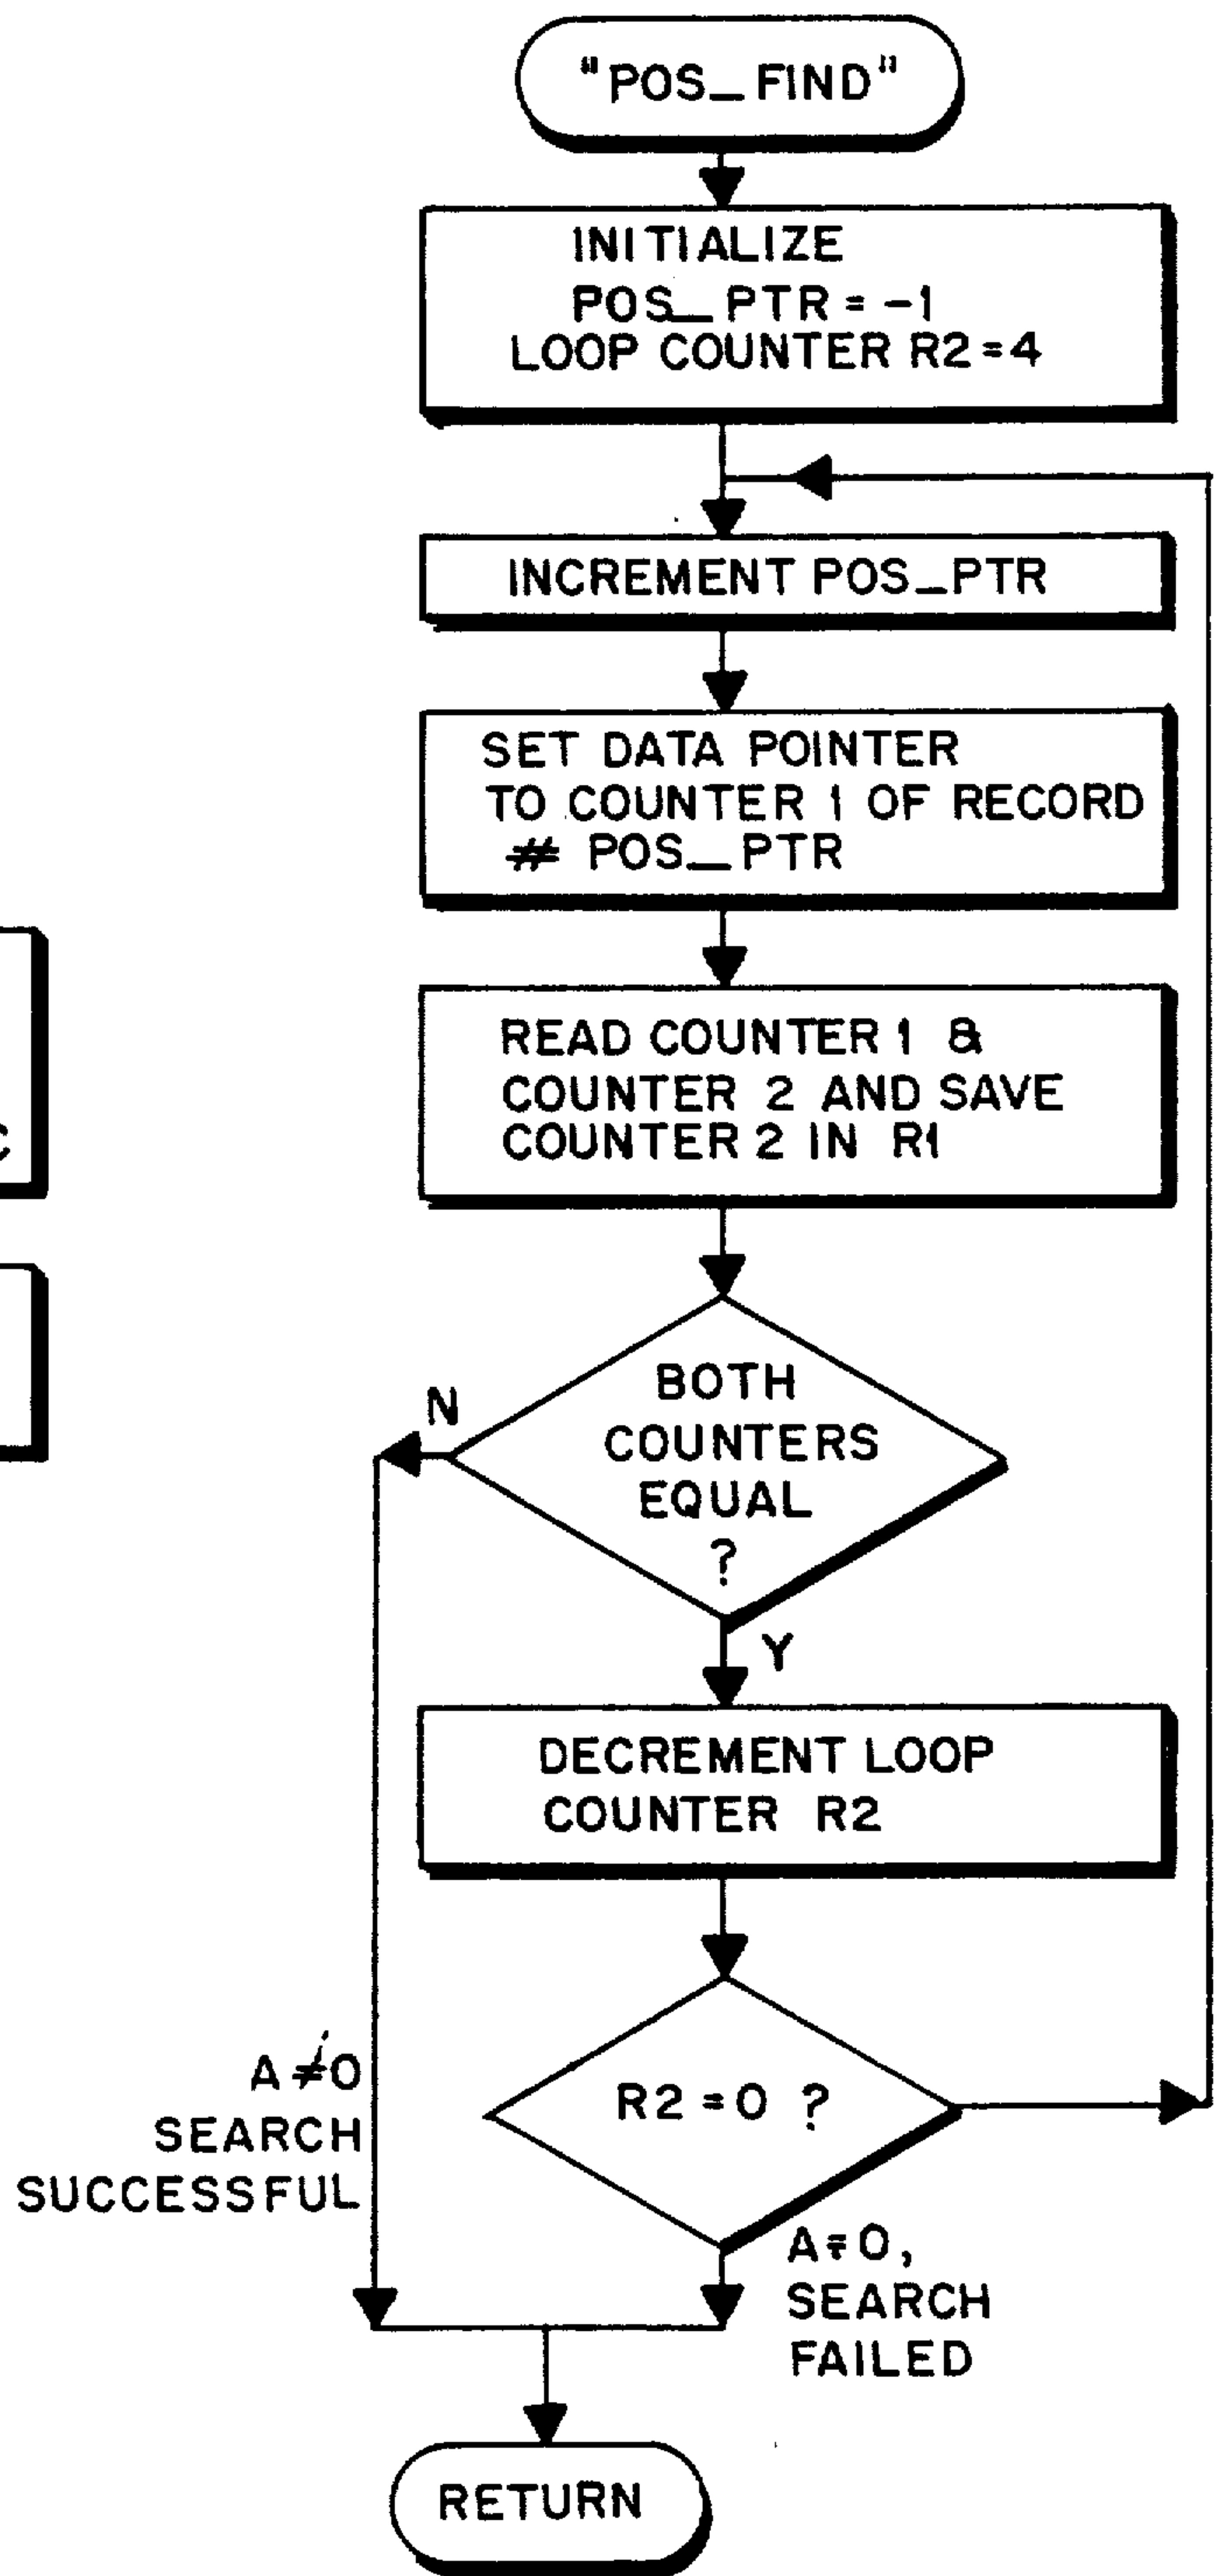 "POS_FIND"
INITIALIZE
POS_PTR = -1
LOOP COUNTER R2=4
INCREMENT POS_PTR
SET DATA POINTER
TO COUNTER 1 OF RECORD
# POS_PTR
READ COUNTER 1 &
COUNTER 2 AND SAVE
COUNTER 2 IN R1
C
BOTH
COUNTERS
EQUAL
?
N
Y
DECREMENT LOOP
COUNTER R2
R2 = 0 ?
A≠0
SEARCH
SUCCESSFUL
A=0,
SEARCH
FAILED
RETURN